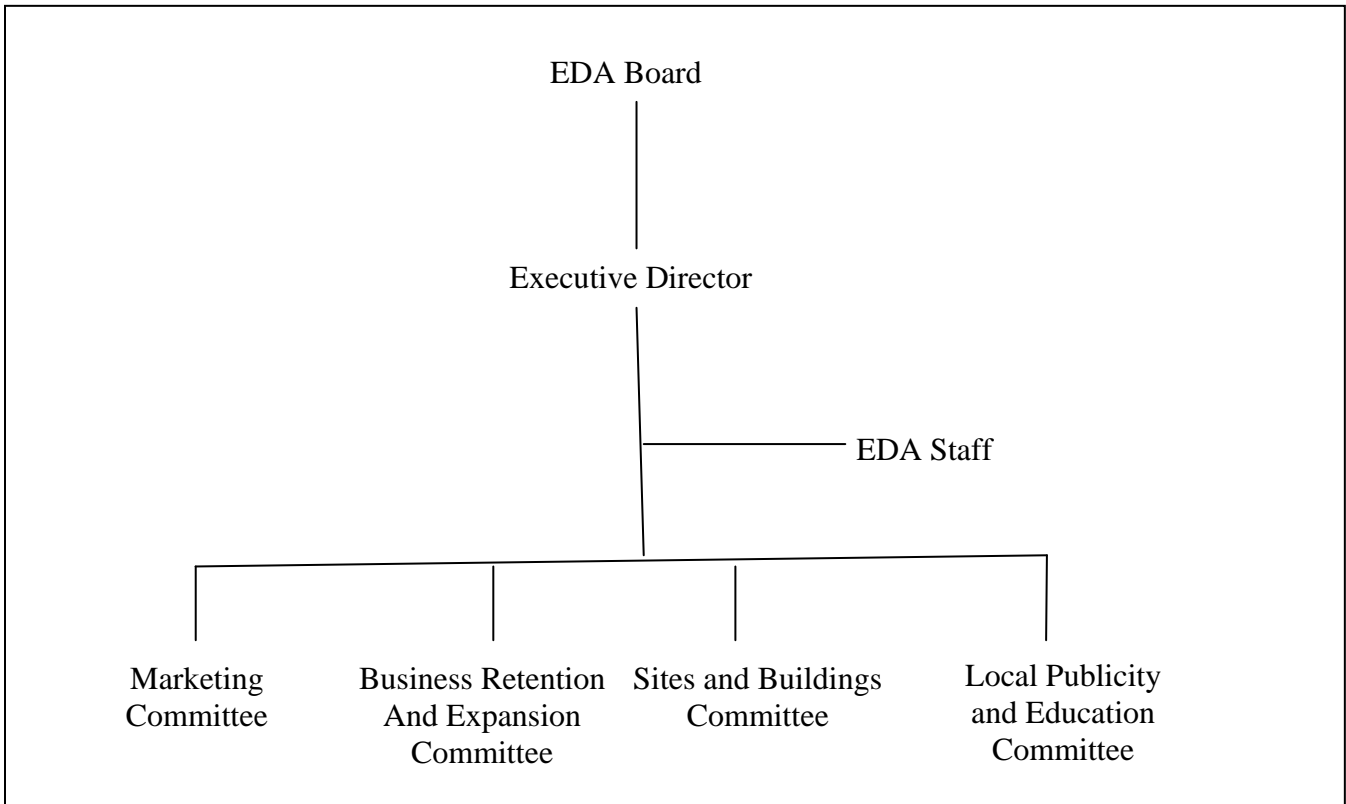 EDA Board
Executive Director
EDA Staff
Marketing
Committee
Business Retention
And Expansion
Committee
Sites and Buildings
Committee
Local Publicity
and Education
Committee